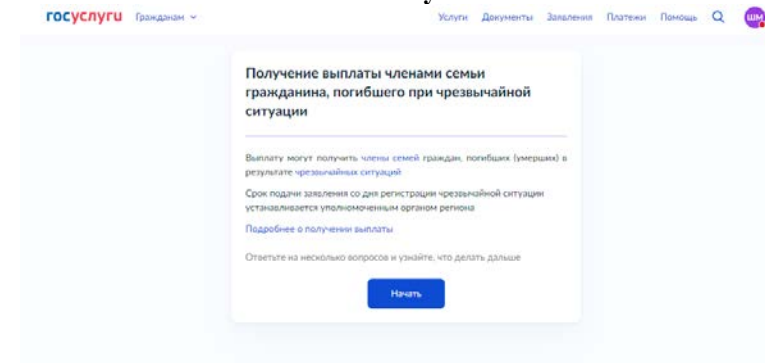 госуслуги Гражданам Услуги Документы Заявления Платежи Помощь ШМ
Получение выплаты членами семьи
гражданина, погибшего при чрезвычайной
ситуации
Выплату могут получить члены семей граждан, погибших (умерших) в
результате чрезвычайных ситуаций
Срок подачи заявления со дня регистрации чрезвычайной ситуации
устанавливается уполномоченным органом региона
Подробнее о получении выплаты
Ответьте на несколько вопросов и узнайте, что делать дальше
Начать